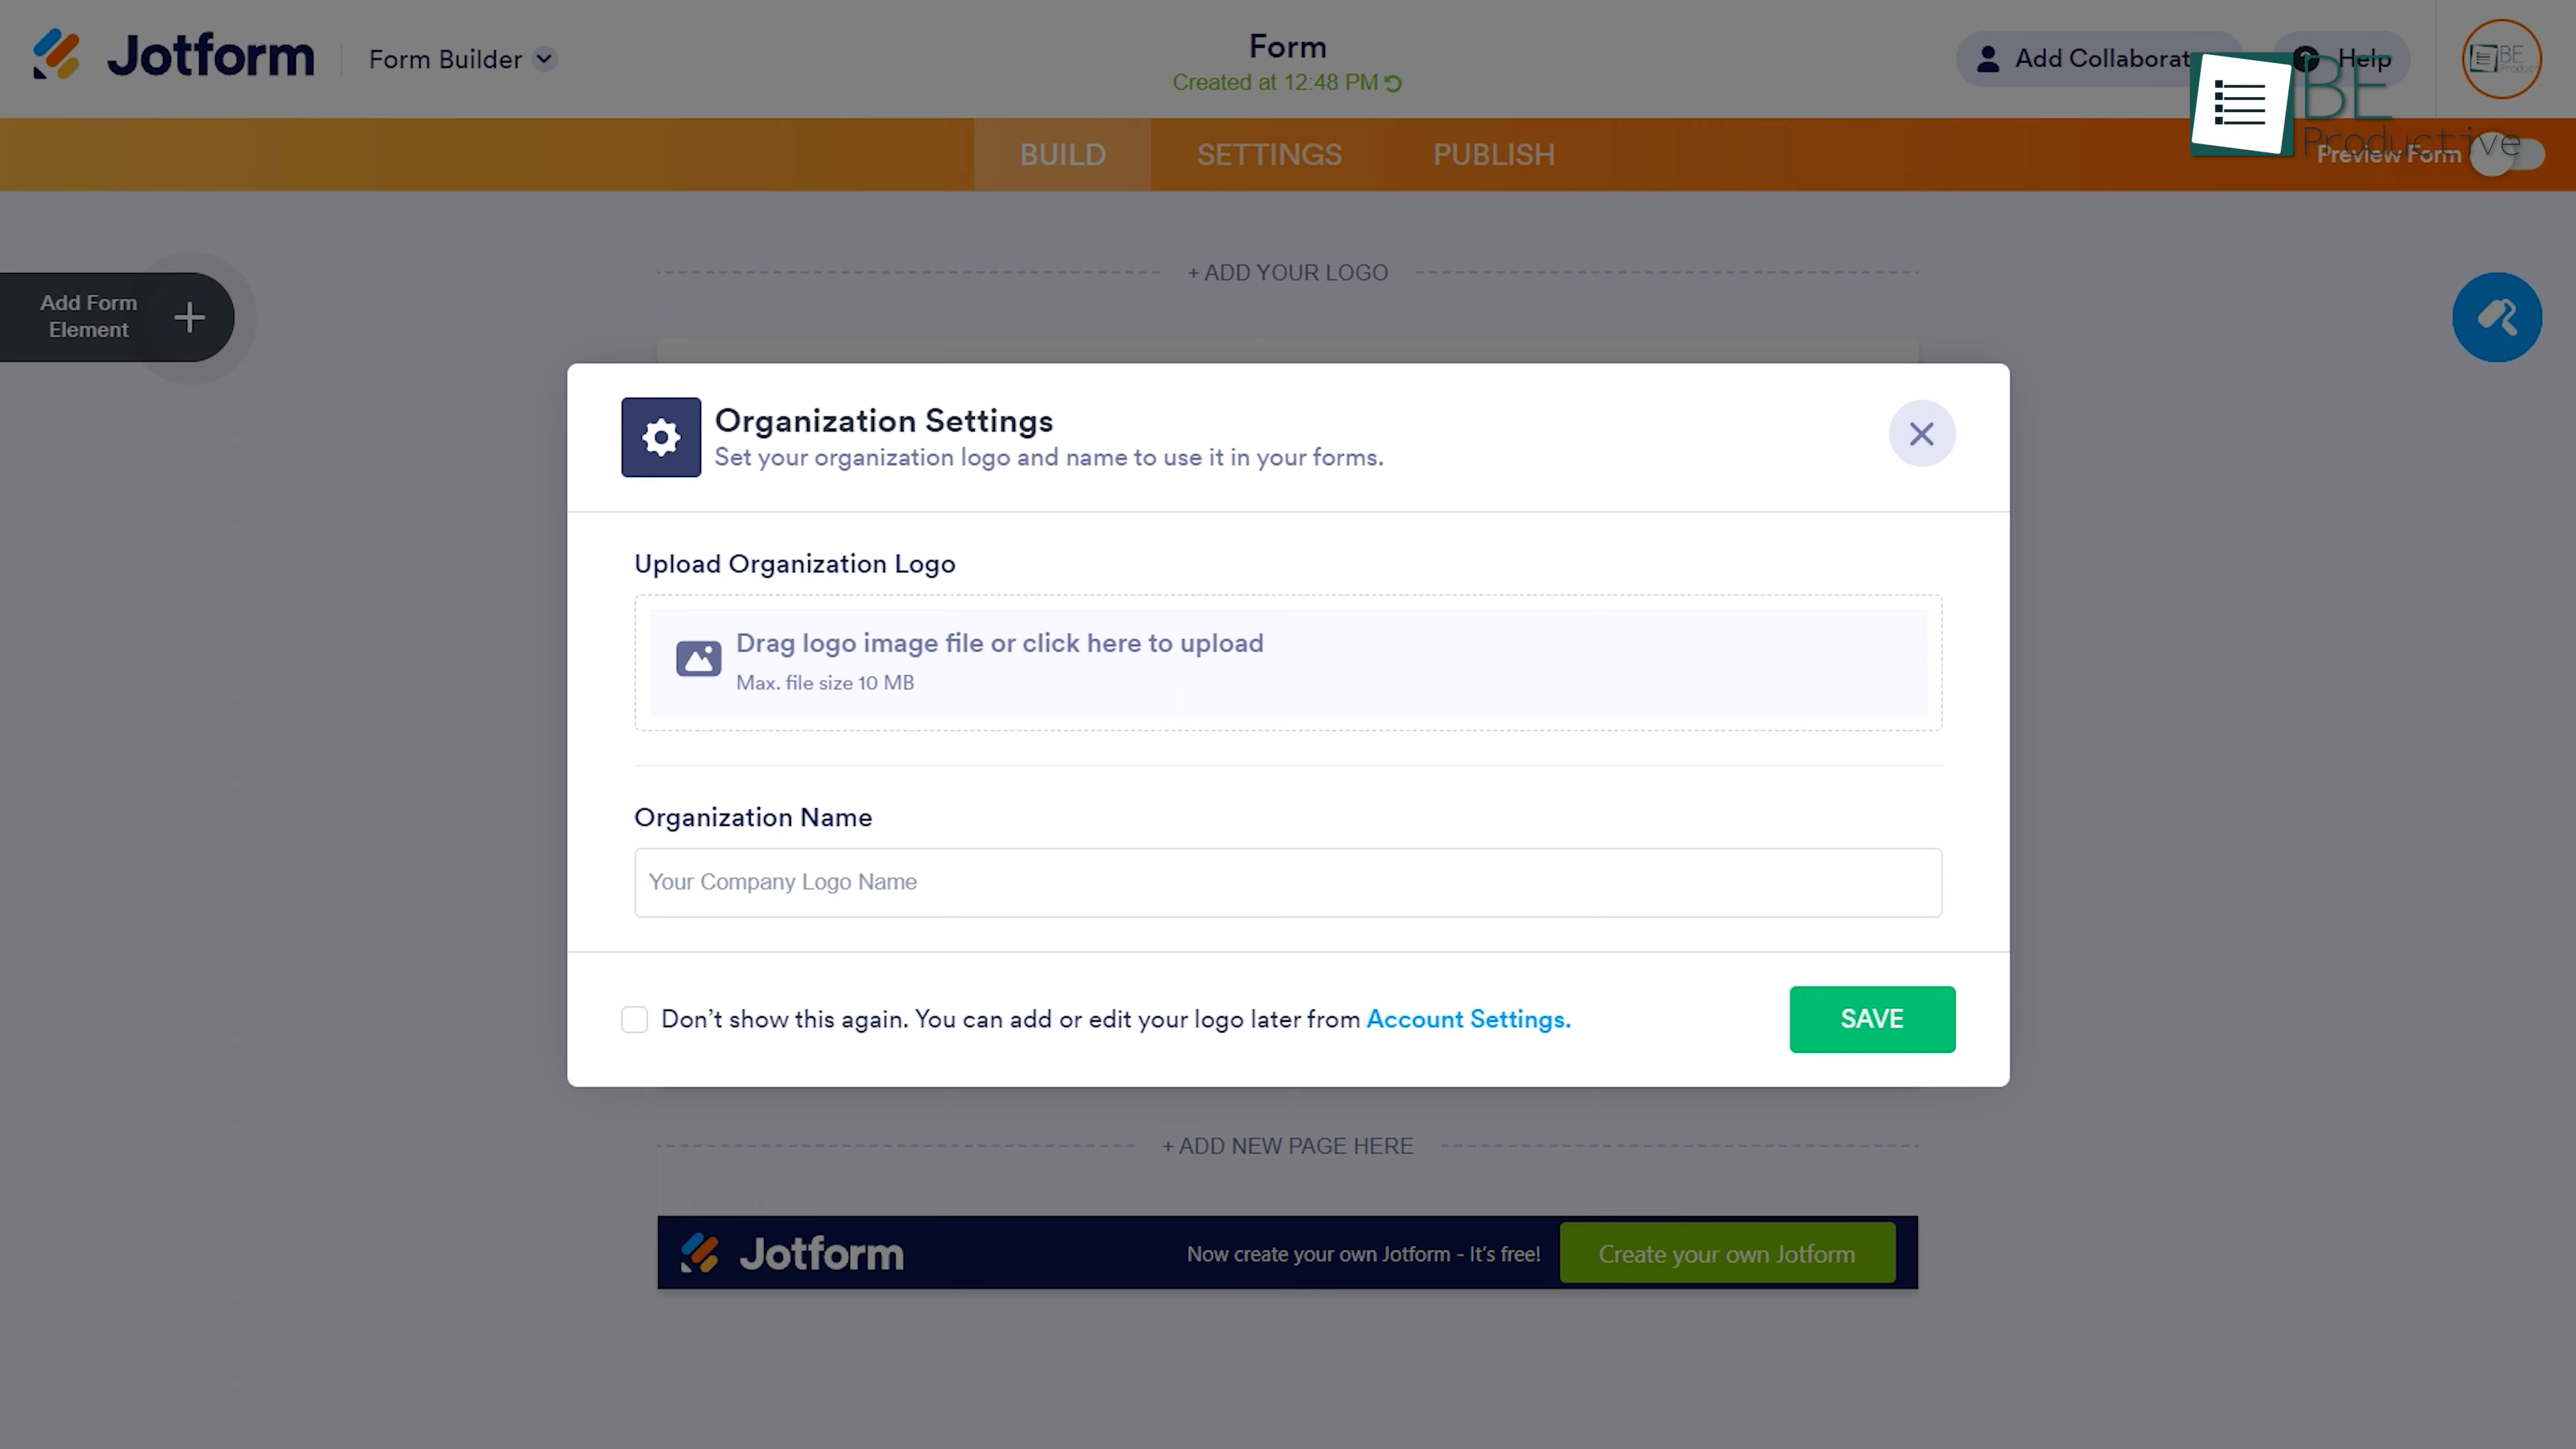 Jotform
Form Builder
Form
Created at 12:48 PM
Add Collaborat
Help
BE
Productive
BUILD
SETTINGS
PUBLISH
Preview Form
+ ADD YOUR LOGO
Add Form
Element
Organization Settings
Set your organization logo and name to use it in your forms.
Upload Organization Logo
Drag logo image file or click here to upload
Max. file size 10 MB
Organization Name
Your Company Logo Name
Don't show this again. You can add or edit your logo later from Account Settings.
SAVE
+ ADD NEW PAGE HERE
Jotform
Now create your own Jotform - It's free!
Create your own Jotform